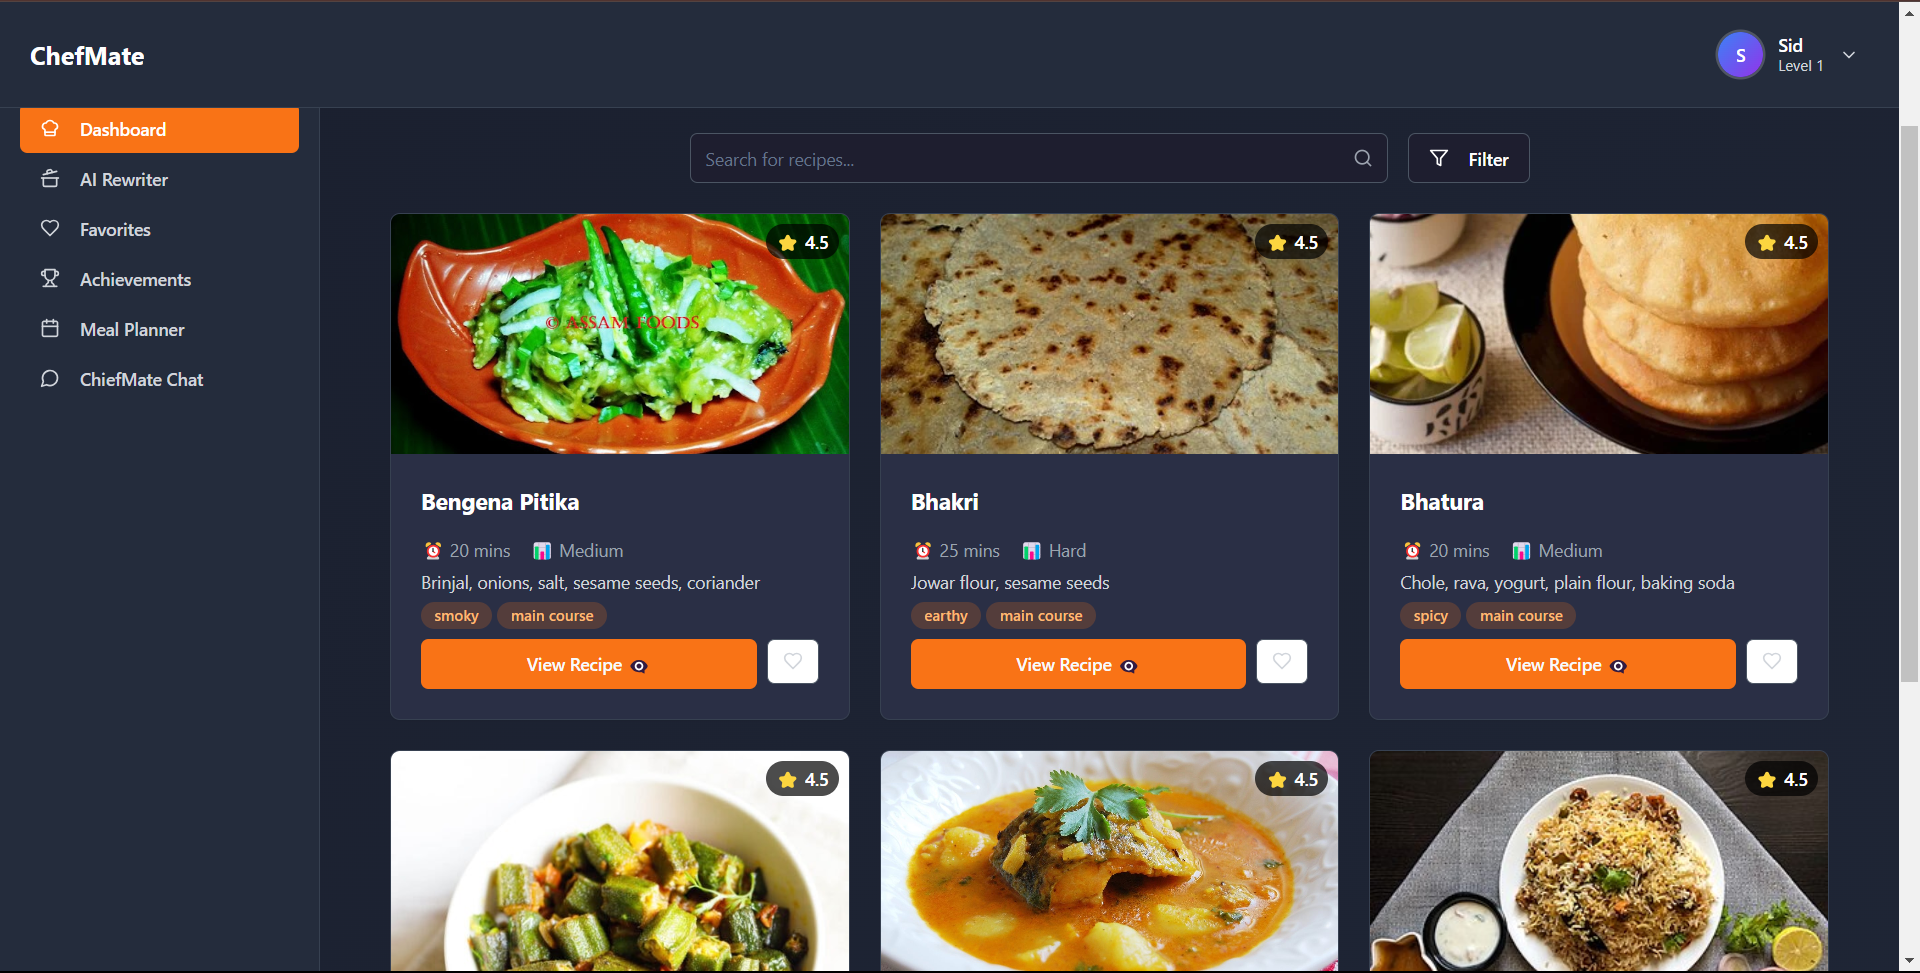 ChefMate
S
Sid
Level 1
Dashboard
AI Rewriter
Favorites
Achievements
Meal Planner
ChiefMate Chat
Search for recipes...
Filter
4.5
© ASSAM FOODS
Bengena Pitika
20 mins Medium
Brinjal, onions, salt, sesame seeds, coriander
smoky main course
View Recipe
4.5
Bhakri
25 mins Hard
Jowar flour, sesame seeds
earthy main course
View Recipe
4.5
Bhatura
20 mins Medium
Chole, rava, yogurt, plain flour, baking soda
spicy main course
View Recipe
4.5
4.5
4.5